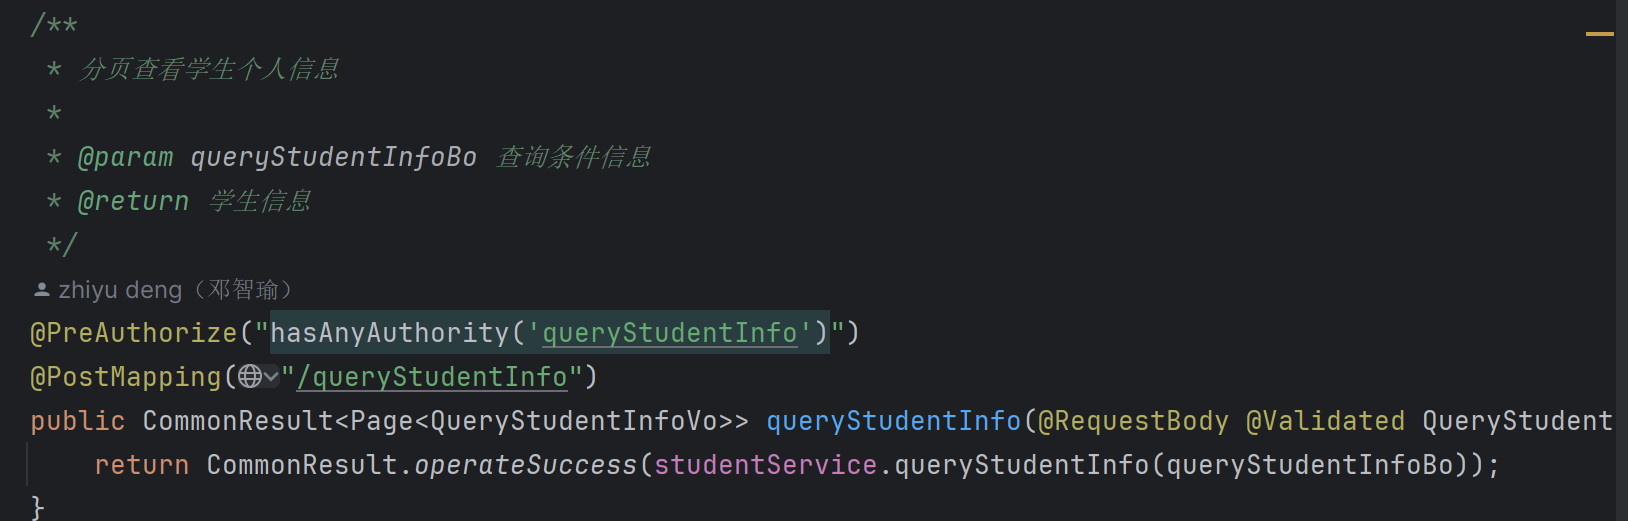 /**
 * 分页查看学生个人信息
 *
 * @param queryStudentInfoBo 查询条件信息
 * @return 学生信息
 */
zhiyu deng（邓智瑜）
@PreAuthorize("hasAnyAuthority('queryStudentInfo')")
@PostMapping("/queryStudentInfo")
public CommonResult<Page<QueryStudentInfoVo>> queryStudentInfo(@RequestBody @Validated QueryStudent
    return CommonResult.operateSuccess(studentService.queryStudentInfo(queryStudentInfoBo));
}